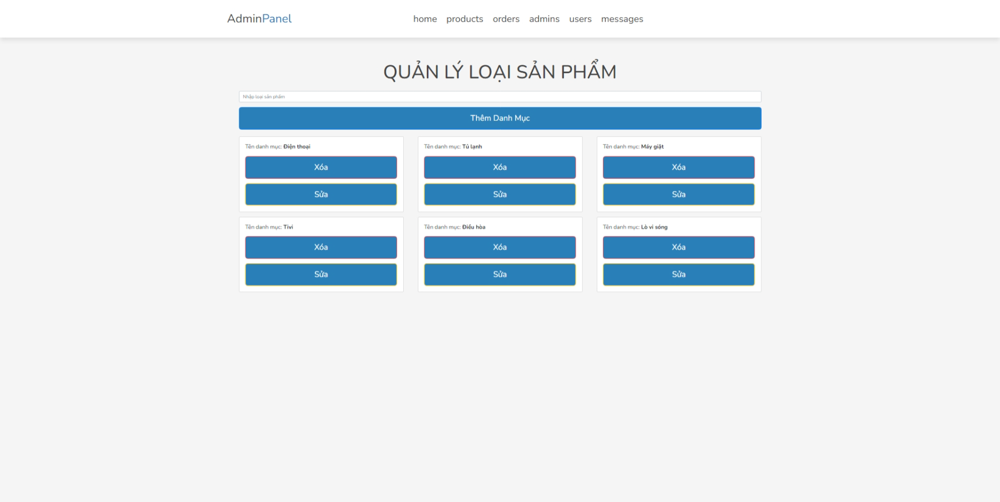 AdminPanel home products orders admins users messages
QUẢN LÝ LOẠI SẢN PHẨM
Nhập loại sản phẩm
Thêm Danh Mục
Tên danh mục: Điện thoại
Xóa
Sửa
Tên danh mục: Tủ lạnh
Xóa
Sửa
Tên danh mục: Máy giặt
Xóa
Sửa
Tên danh mục: Tivi
Xóa
Sửa
Tên danh mục: Điều hòa
Xóa
Sửa
Tên danh mục: Lò vi sóng
Xóa
Sửa